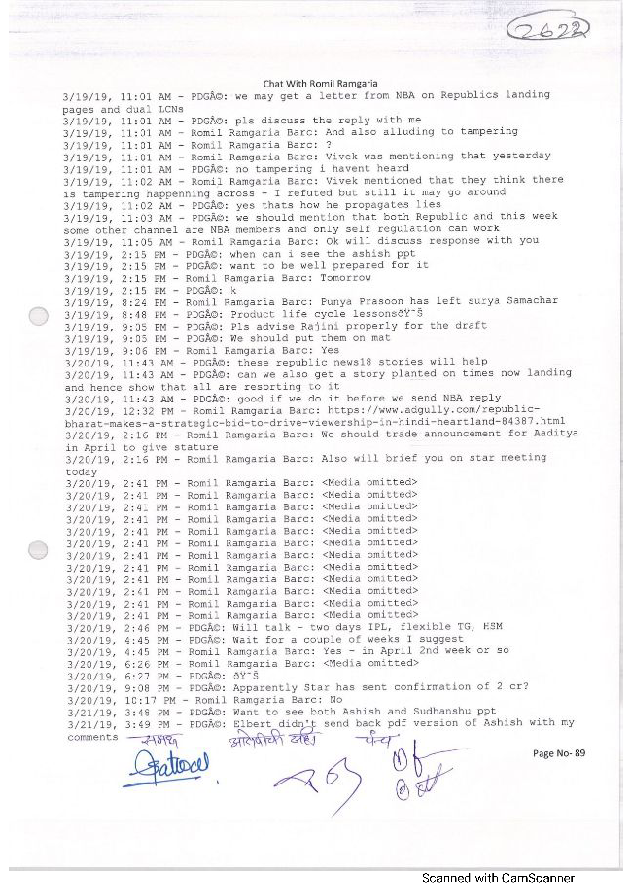 2622
Chat With Romil Ramgaria
3/19/19, 11:01 AM - PDGÃ©: we may get a letter from NBA on Republics landing
pages and dual LCNs
3/19/19, 11:01 AM - PDGÃ©: pls discuss the reply with me
3/19/19, 11:01 AM - Romil Ramgaria Barc: And also alluding to tampering
3/19/19, 11:01 AM - Romil Ramgaria Barc: ?
3/19/19, 11:01 AM - Romil Ramgaria Barc: Vivek was mentioning that yesterday
3/19/19, 11:01 AM - PDGÃ©: no tampering i havent heard
3/19/19, 11:02 AM - Romil Ramgaria Barc: Vivek mentioned that they think there
is tampering happenning across - I refuted but still it may go around
3/19/19, 11:02 AM - PDGÃ©: yes thats how he propagates lies
3/19/19, 11:03 AM - PDGÃ©: we should mention that both Republic and this week
some other channel are NBA members and only self regulation can work
3/19/19, 11:05 AM - Romil Ramgaria Barc: Ok will discuss response with you
3/19/19, 2:15 PM - PDGÃ©: when can i see the ashish ppt
3/19/19, 2:15 PM - PDGÃ©: want to be well prepared for it
3/19/19, 2:15 PM - Romil Ramgaria Barc: Tomorrow
3/19/19, 2:15 PM - PDGÃ©: k
3/19/19, 8:24 PM - Romil Ramgaria Barc: Punya Prasoon has left surya Samachar
3/19/19, 8:48 PM - PDGÃ©: Product life cycle lessonsðŸ˜Š
3/19/19, 9:05 PM - PDGÃ©: Pls advise Rajini properly for the draft
3/19/19, 9:05 PM - PDGÃ©: We should put them on mat
3/19/19, 9:06 PM - Romil Ramgaria Barc: Yes
3/20/19, 11:43 AM - PDGÃ©: these republic news18 stories will help
3/20/19, 11:43 AM - PDGÃ©: can we also get a story planted on times now landing
and hence show that all are resorting to it
3/20/19, 11:43 AM - PDGÃ©: good if we do it before we send NBA reply
3/20/19, 12:32 PM - Romil Ramgaria Barc: https://www.adgully.com/republic-
bharat-makes-a-strategic-bid-to-drive-viewership-in-hindi-heartland-84387.html
3/20/19, 2:16 PM - Romil Ramgaria Barc: We should trade announcement for Aaditya
in April to give stature
3/20/19, 2:16 PM - Romil Ramgaria Barc: Also will brief you on star meeting
today
3/20/19, 2:41 PM - Romil Ramgaria Barc: <Media omitted>
3/20/19, 2:41 PM - Romil Ramgaria Barc: <Media omitted>
3/20/19, 2:41 PM - Romil Ramgaria Barc: <Media omitted>
3/20/19, 2:41 PM - Romil Ramgaria Barc: <Media omitted>
3/20/19, 2:41 PM - Romil Ramgaria Barc: <Media omitted>
3/20/19, 2:41 PM - Romil Ramgaria Barc: <Media omitted>
3/20/19, 2:41 PM - Romil Ramgaria Barc: <Media omitted>
3/20/19, 2:41 PM - Romil Ramgaria Barc: <Media omitted>
3/20/19, 2:41 PM - Romil Ramgaria Barc: <Media omitted>
3/20/19, 2:41 PM - Romil Ramgaria Barc: <Media omitted>
3/20/19, 2:41 PM - Romil Ramgaria Barc: <Media omitted>
3/20/19, 2:41 PM - Romil Ramgaria Barc: <Media omitted>
3/20/19, 2:46 PM - PDGÃ©: Will talk - two days IPL, flexible TG, HSM
3/20/19, 4:45 PM - PDGÃ©: Wait for a couple of weeks I suggest
3/20/19, 4:45 PM - Romil Ramgaria Barc: Yes - in April 2nd week or so
3/20/19, 6:26 PM - Romil Ramgaria Barc: <Media omitted>
3/20/19, 6:27 PM - PDGÃ©: ðŸ˜Š
3/20/19, 9:08 PM - PDGÃ©: Apparently Star has sent confirmation of 2 cr?
3/20/19, 10:17 PM - Romil Ramgaria Barc: No
3/21/19, 3:48 PM - PDGÃ©: Want to see both Ashish and Sudhanshu ppt
3/21/19, 3:49 PM - PDGÃ©: Elbert didn't send back pdf version of Ashish with my
comments
समक्ष
पंच
Page No- 89
Scanned with CamScanner